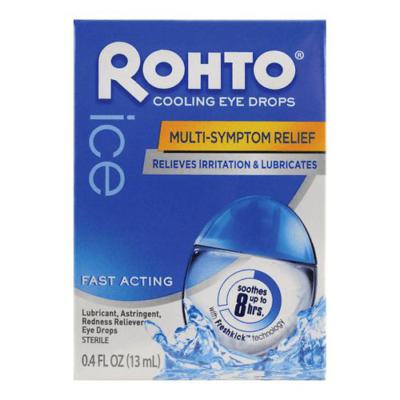 ROHTO®
COOLING EYE DROPS
ice
MULTI-SYMPTOM RELIEF
RELIEVES IRRITATION & LUBRICATES
FAST ACTING
soothes
up to
8 hrs.
with Freshkick™ technology
Lubricant, Astringent,
Redness Reliever
Eye Drops
STERILE
0.4 FL OZ (13 mL)